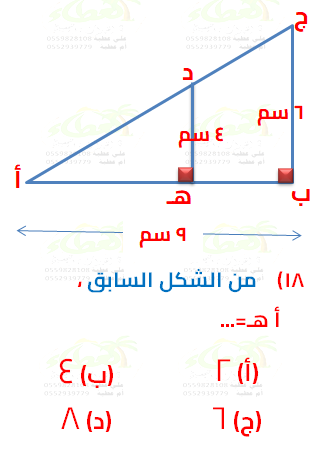 ج
د
٦ سم
٤ سم
أ
هـ
ب
٩ سم
١٨) من الشكل السابق ،
أ هـ=...
(أ) ٢ (ب) ٤
(ج) ٦ (د) ٨